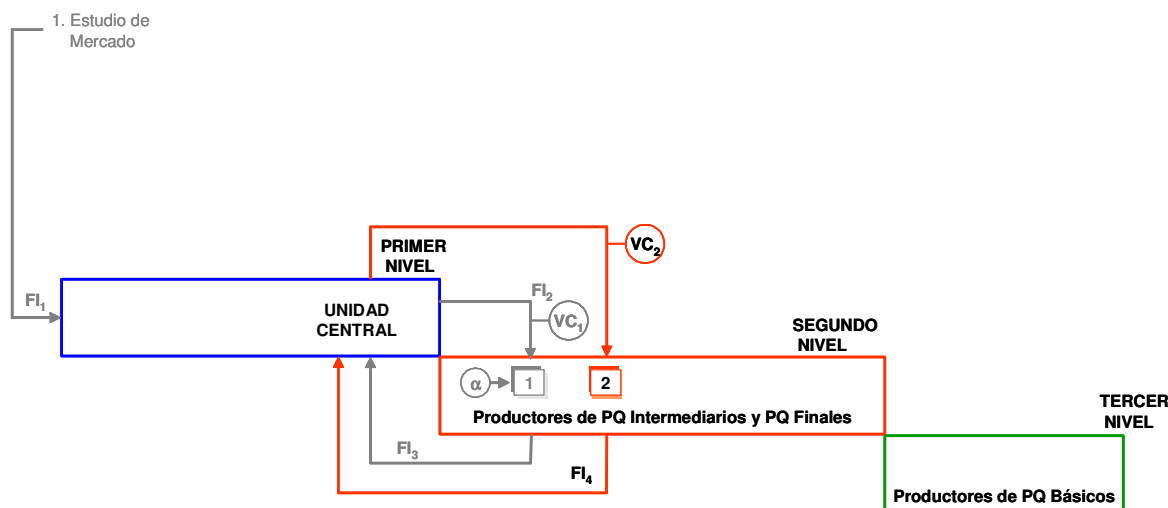 1. Estudio de
Mercado
PRIMER
NIVEL
VC2
FI1
FI2
UNIDAD
CENTRAL
VC1
SEGUNDO
NIVEL
α
1
2
Productores de PQ Intermediarios y PQ Finales
TERCER
NIVEL
FI3
FI4
Productores de PQ Básicos